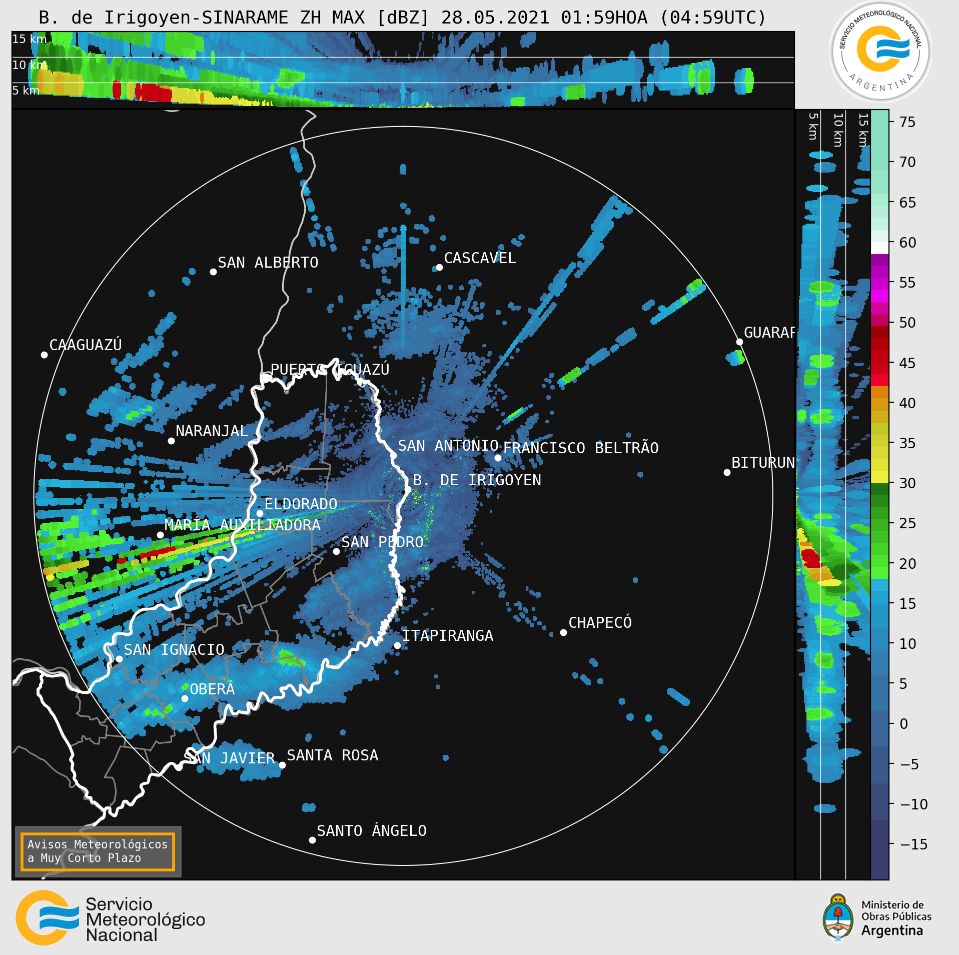 B. de Irigoyen-SINARAME ZH MAX [dBZ] 28.05.2021 01:59HOA (04:59UTC)
SERVICIO METEOROLÓGICO NACIONAL
ARGENTINA
15 km
10 km
5 km
5 km
10 km
15 km
75
70
65
60
55
50
45
40
35
30
25
20
15
10
5
0
−5
−10
−15
SAN ALBERTO
CASCAVEL
CAAGUAZÚ
GUARAP
PUERTO IGUAZÚ
NARANJAL
SAN ANTONIO
FRANCISCO BELTRÃO
BITURUN
B. DE IRIGOYEN
ELDORADO
MARÍA AUXILIADORA
SAN PEDRO
CHAPECÓ
ITAPIRANGA
SAN IGNACIO
OBERÁ
SAN JAVIER
SANTA ROSA
SANTO ÁNGELO
Avisos Meteorológicos
a Muy Corto Plazo
Servicio
Meteorológico
Nacional
Ministerio de
Obras Públicas
Argentina